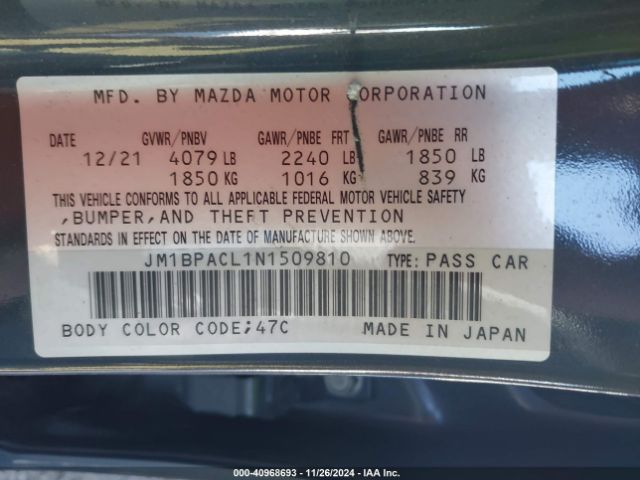 MFD. BY MAZDA MOTOR CORPORATION
DATE GVWR/PNBV GAWR/PNBE FRT GAWR/PNBE RR
12/21 4079 LB 2240 LB 1850 LB
1850 KG 1016 KG 839 KG
THIS VEHICLE CONFORMS TO ALL APPLICABLE FEDERAL MOTOR VEHICLE SAFETY
,BUMPER,AND THEFT PREVENTION
STANDARDS IN EFFECT ON THE DATE OF MANUFACTURE SHOWN ABOVE.
JM1BPACL1N1509810 TYPE: PASS CAR
BODY COLOR CODE;47C MADE IN JAPAN
000-40968693 - 11/26/2024 - IAA Inc.